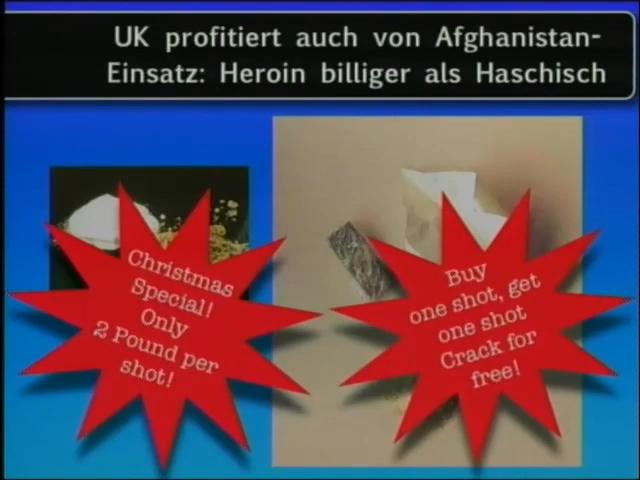 UK profitiert auch von Afghanistan-
Einsatz: Heroin billiger als Haschisch
Christmas
Special!
Only
2 Pound per
shot!
Buy
one shot, get
one shot
Crack for
free!